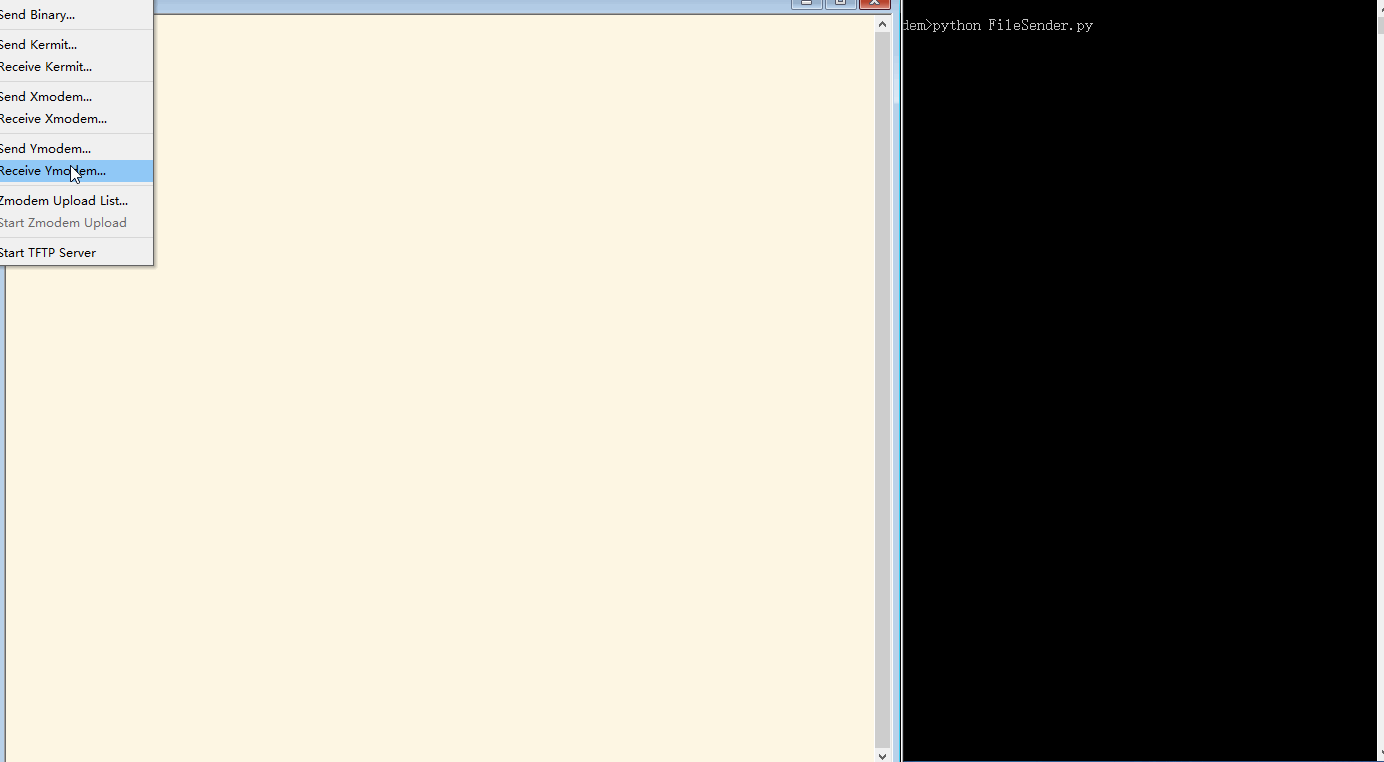 Send Binary...
Send Kermit...
Receive Kermit...
Send Xmodem...
Receive Xmodem...
Send Ymodem...
Receive Ymodem...
Zmodem Upload List...
Start Zmodem Upload
Start TFTP Server
dem>python FileSender.py